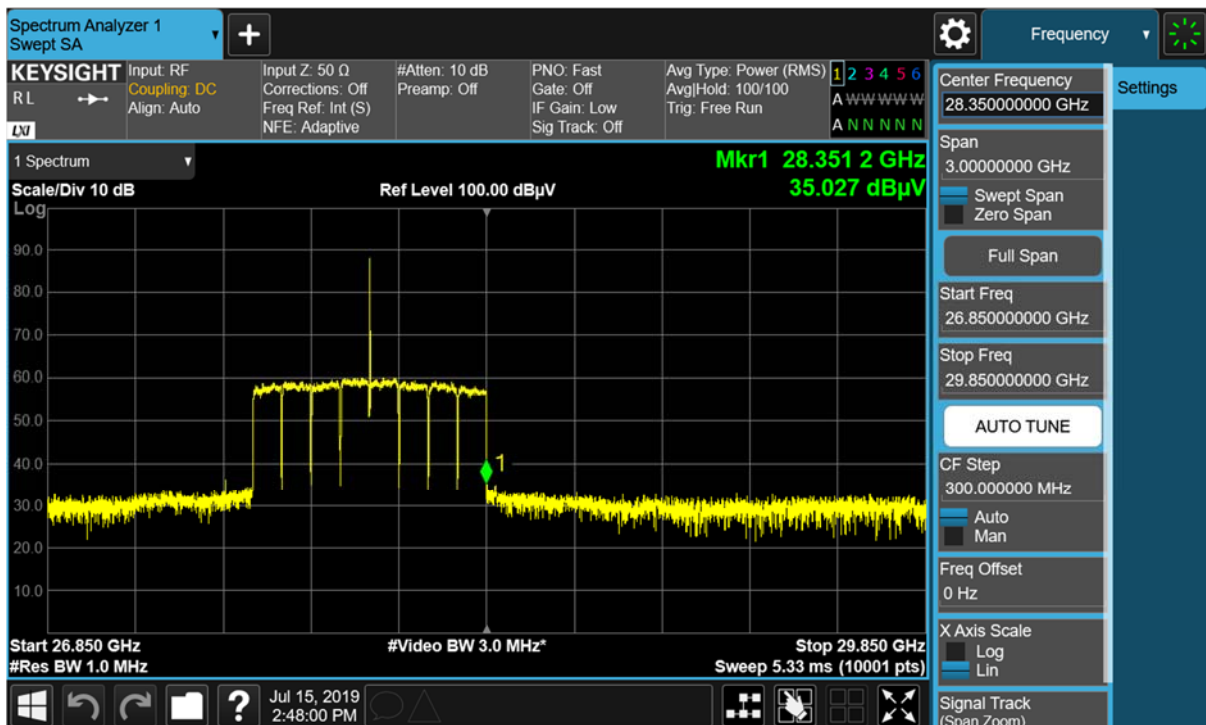 Spectrum Analyzer 1
Swept SA
Frequency
KEYSIGHT
R L
LXI
Input: RF
Coupling: DC
Align: Auto
Input Z: 50 Ω
Corrections: Off
Freq Ref: Int (S)
NFE: Adaptive
#Atten: 10 dB
Preamp: Off
PNO: Fast
Gate: Off
IF Gain: Low
Sig Track: Off
Avg Type: Power (RMS)
Avg|Hold: 100/100
Trig: Free Run
1 2 3 4 5 6
A W W W W W
A N N N N N
1 Spectrum
Mkr1 28.351 2 GHz
35.027 dBµV
Scale/Div 10 dB
Ref Level 100.00 dBµV
Log
90.0
80.0
70.0
60.0
50.0
40.0
30.0
20.0
10.0
1
Start 26.850 GHz
#Video BW 3.0 MHz*
Stop 29.850 GHz
#Res BW 1.0 MHz
Sweep 5.33 ms (10001 pts)
?
Jul 15, 2019
2:48:00 PM
Center Frequency
28.350000000 GHz
Settings
Span
3.00000000 GHz
Swept Span
Zero Span
Full Span
Start Freq
26.850000000 GHz
Stop Freq
29.850000000 GHz
AUTO TUNE
CF Step
300.000000 MHz
Auto
Man
Freq Offset
0 Hz
X Axis Scale
Log
Lin
Signal Track
(Span Zoom)